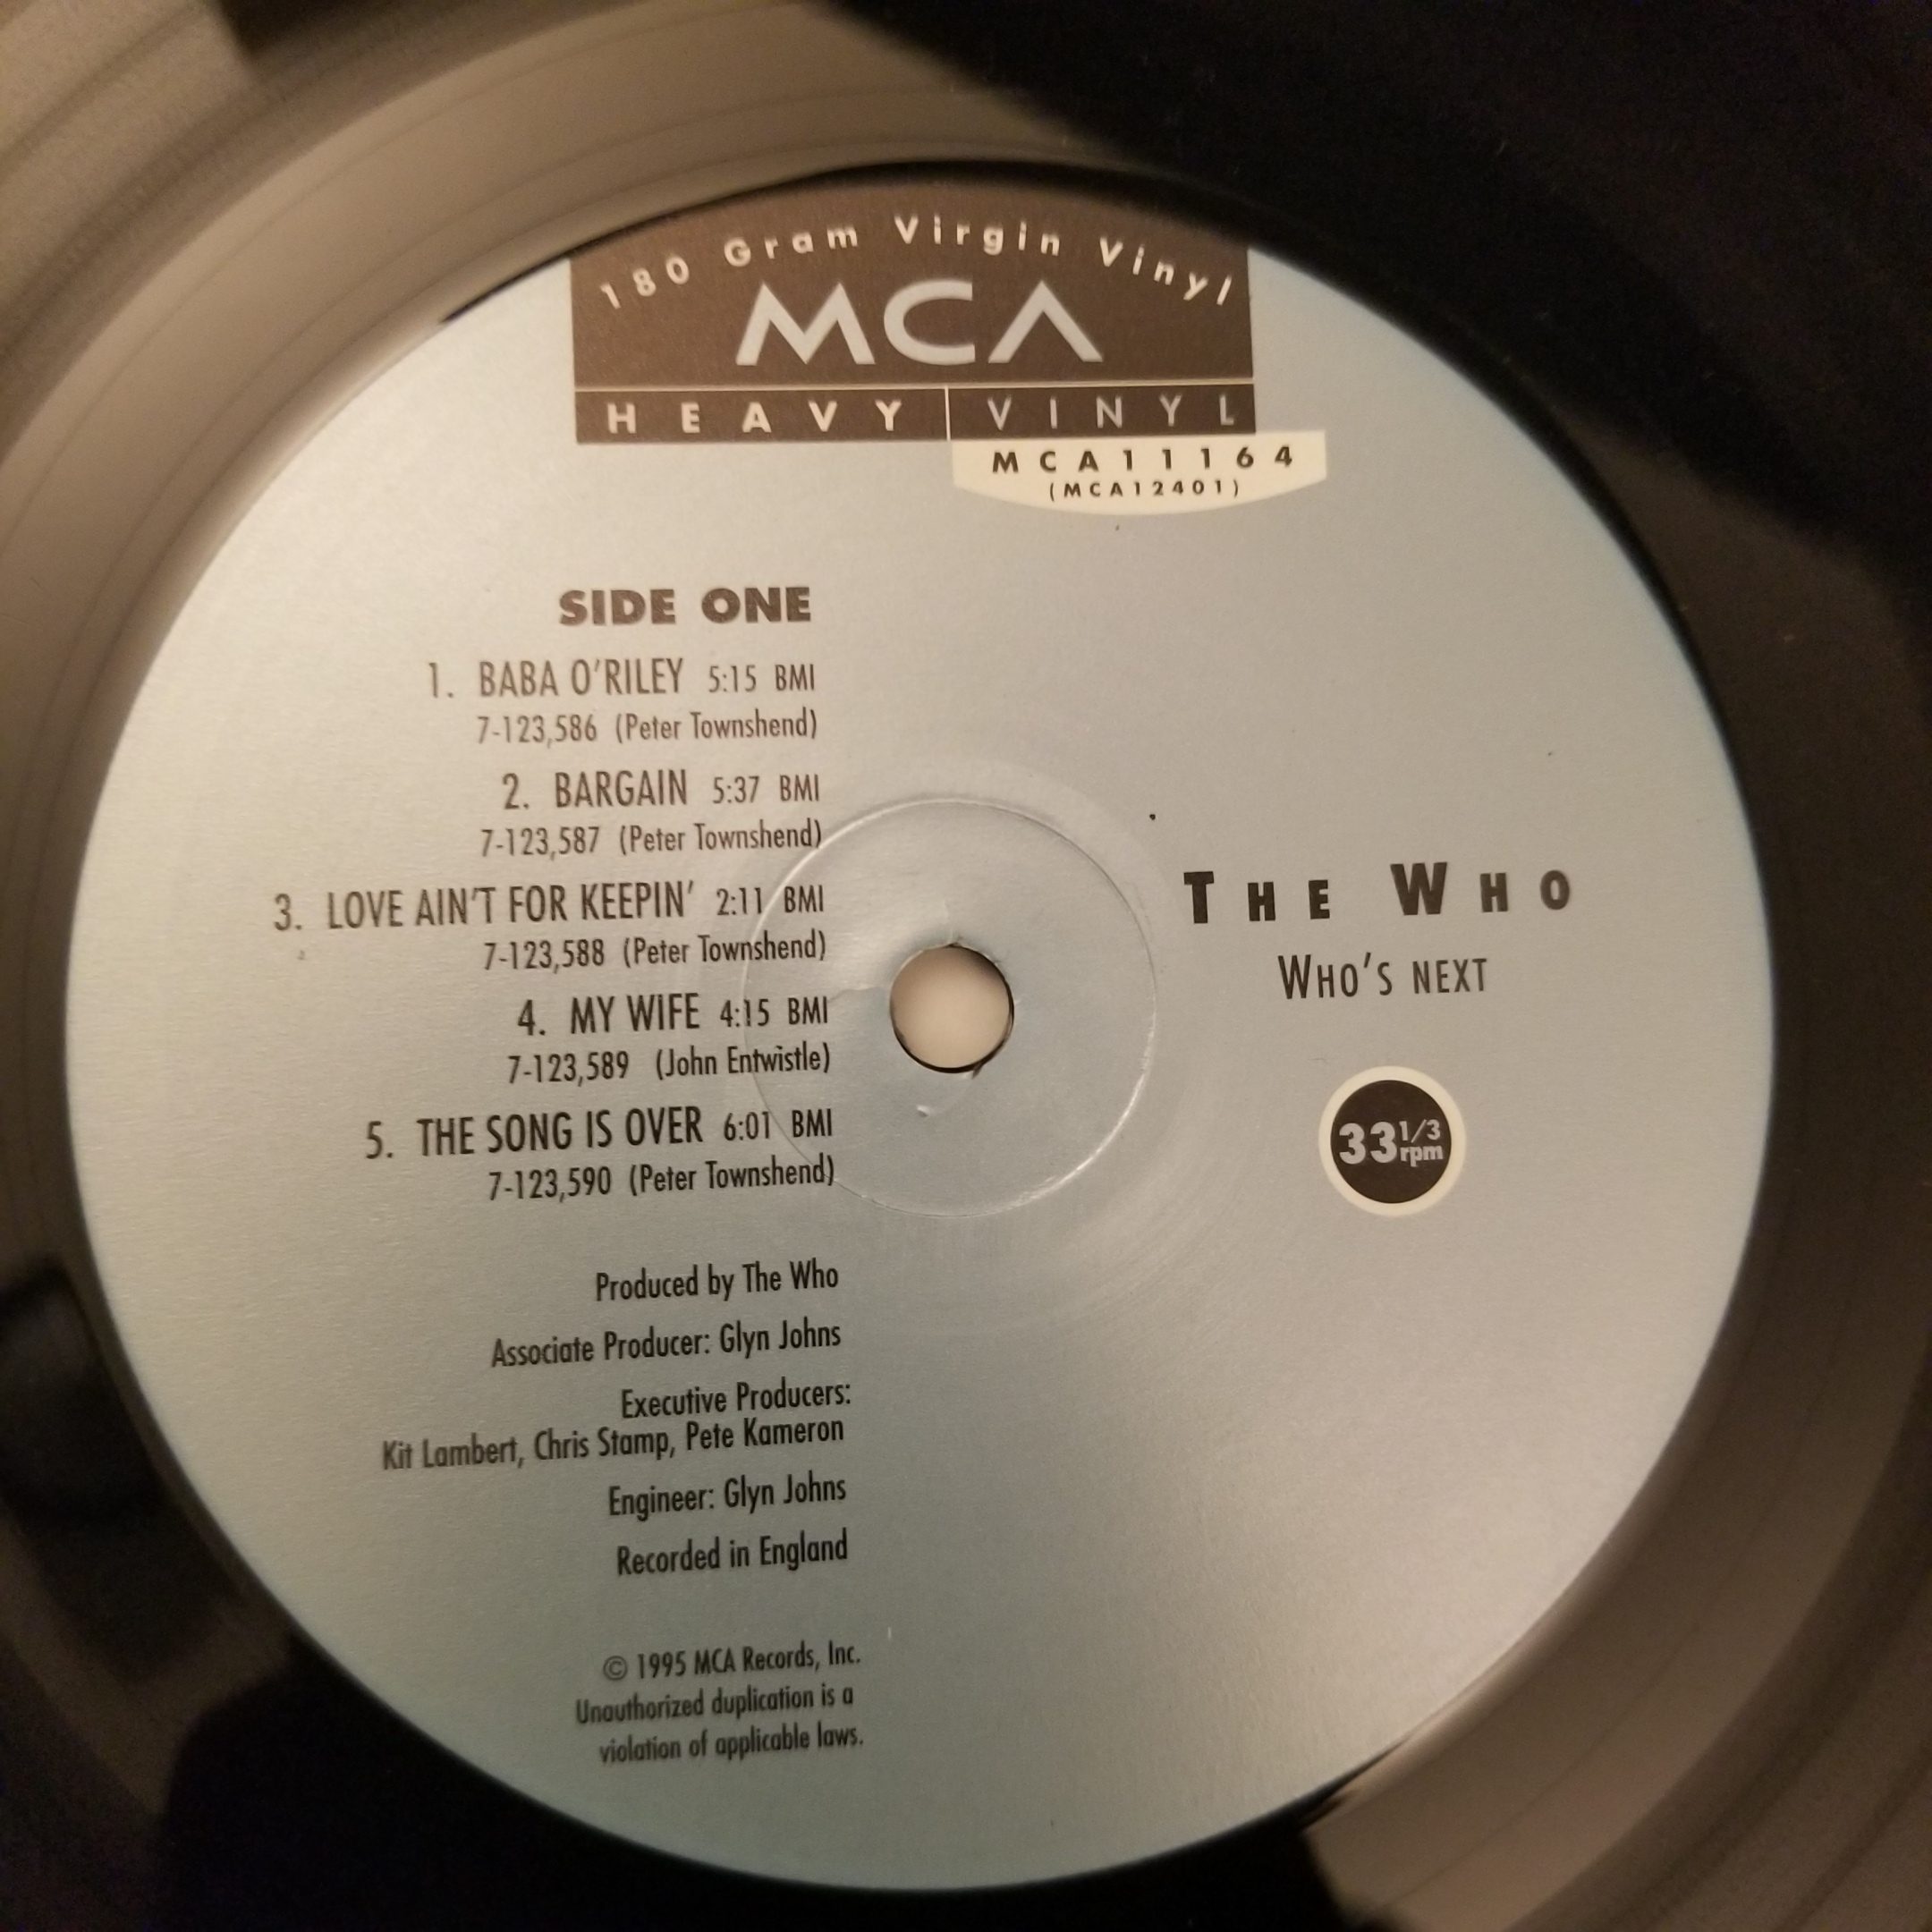 180 Gram Virgin Vinyl
MCA
HEAVY VINYL
MCA11164
(MCA12401)
SIDE ONE
1. BABA O'RILEY 5:15 BMI
7-123,586 (Peter Townshend)
2. BARGAIN 5:37 BMI
7-123,587 (Peter Townshend)
3. LOVE AIN'T FOR KEEPIN' 2:11 BMI
7-123,588 (Peter Townshend)
4. MY WIFE 4:15 BMI
7-123,589 (John Entwistle)
5. THE SONG IS OVER 6:01 BMI
7-123,590 (Peter Townshend)
Produced by The Who
Associate Producer: Glyn Johns
Executive Producers:
Kit Lambert, Chris Stamp, Pete Kameron
Engineer: Glyn Johns
Recorded in England
© 1995 MCA Records, Inc.
Unauthorized duplication is a
violation of applicable laws.
THE WHO
WHO'S NEXT
33 1/3
rpm